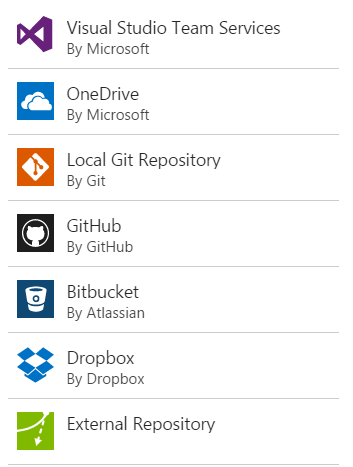 Visual Studio Team Services
By Microsoft
OneDrive
By Microsoft
Local Git Repository
By Git
GitHub
By GitHub
Bitbucket
By Atlassian
Dropbox
By Dropbox
External Repository